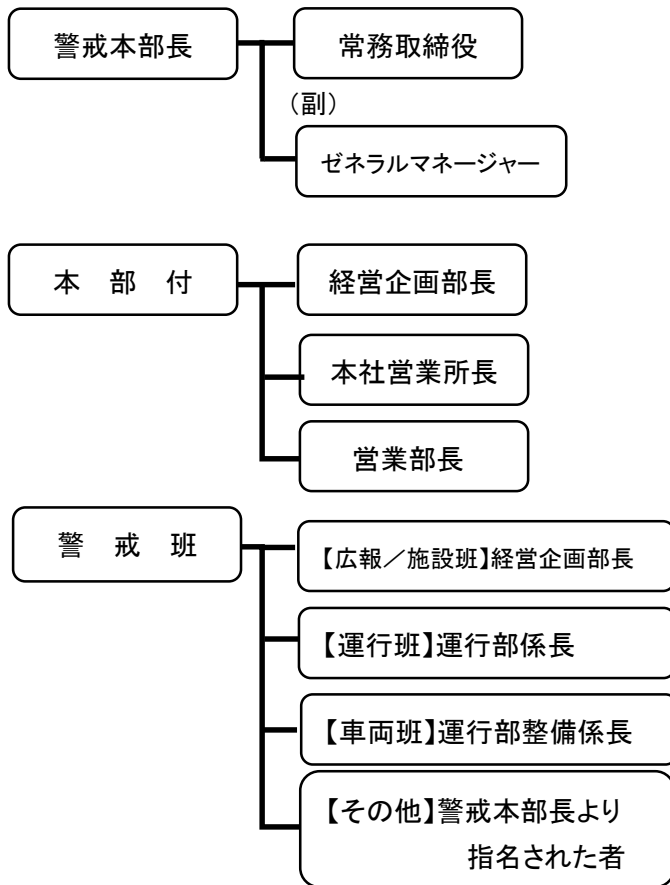 警戒本部長
常務取締役
（副）
ゼネラルマネージャー
本　部　付
経営企画部長
本社営業所長
営業部長
警　戒　班
【広報／施設班】経営企画部長
【運行班】運行部係長
【車両班】運行部整備係長
【その他】警戒本部長より
指名された者